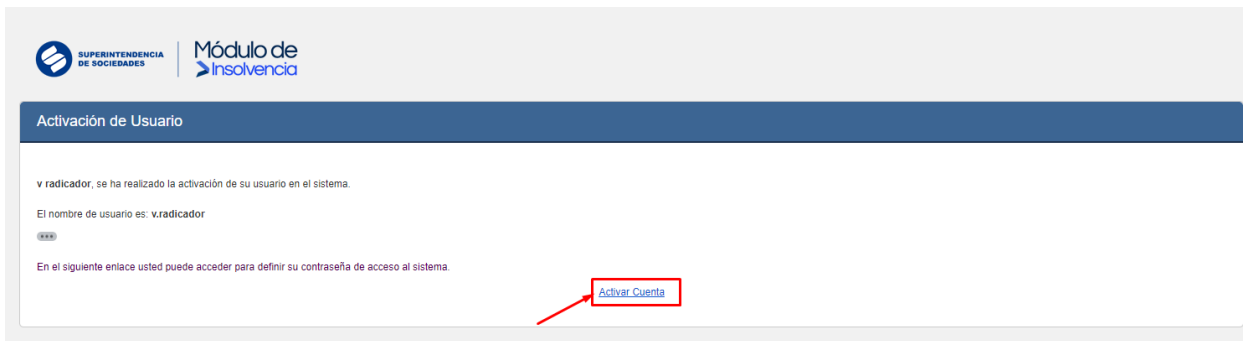 SUPERINTENDENCIA
DE SOCIEDADES
Módulo de
Insolvencia
Activación de Usuario
v radicador, se ha realizado la activación de su usuario en el sistema.
El nombre de usuario es: v.radicador
En el siguiente enlace usted puede acceder para definir su contraseña de acceso al sistema.
Activar Cuenta